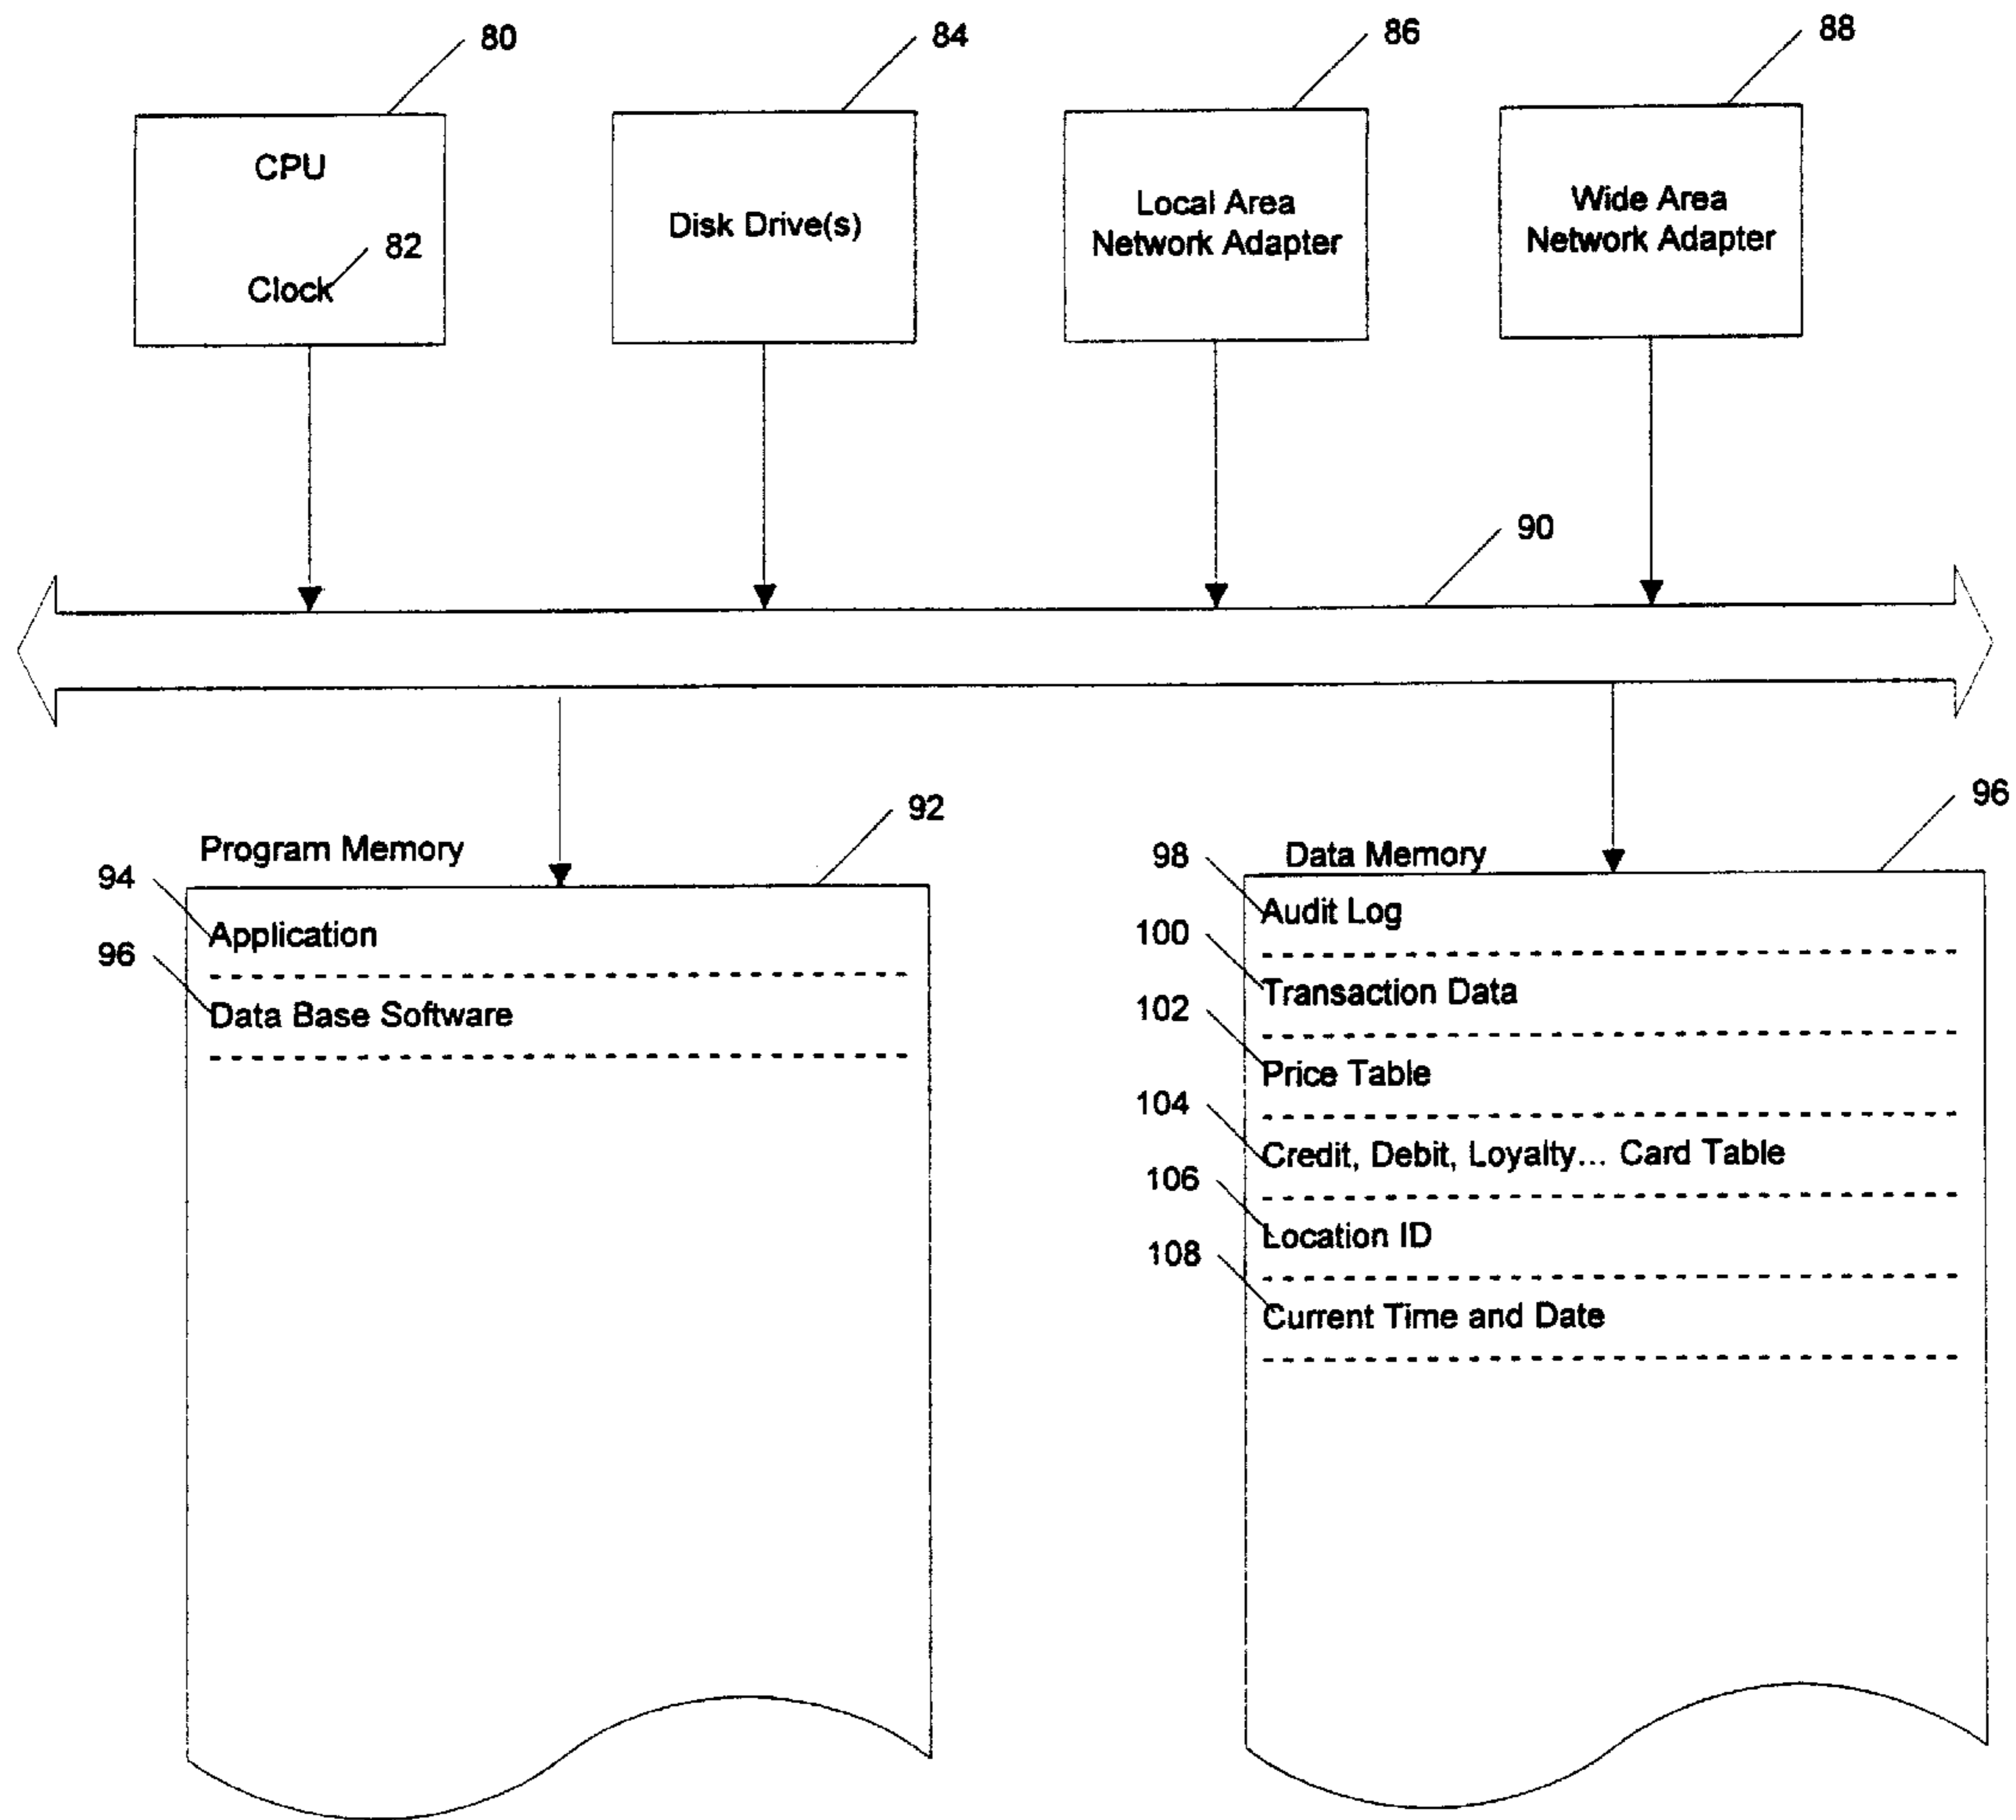 80
84
86
88
CPU
82
Clock
Disk Drive(s)
Local Area
Network Adapter
Wide Area
Network Adapter
90
92
Program Memory
94
Application
96
Data Base Software
96
Data Memory
98
Audit Log
100
Transaction Data
102
Price Table
104
Credit, Debit, Loyalty... Card Table
106
Location ID
108
Current Time and Date